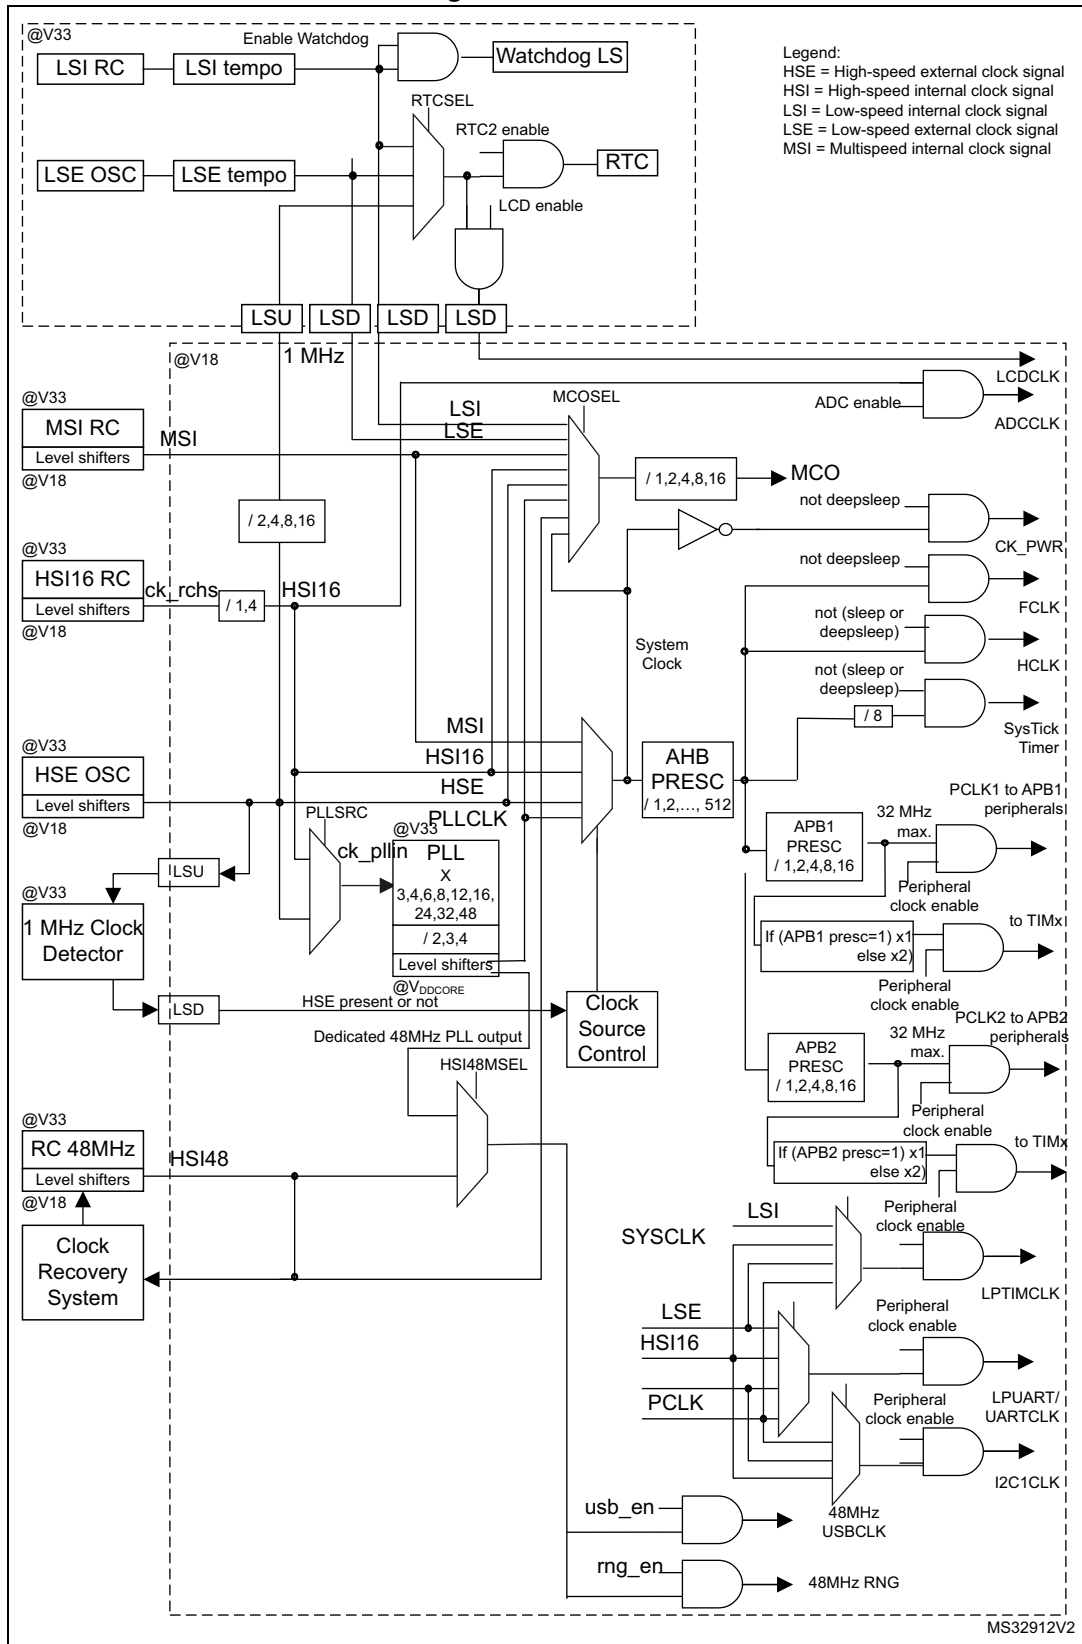 @V33
Enable Watchdog
LSI RC
LSI tempo
Watchdog LS
Legend:
HSE = High-speed external clock signal
HSI = High-speed internal clock signal
LSI = Low-speed internal clock signal
LSE = Low-speed external clock signal
MSI = Multispeed internal clock signal
RTCSEL
RTC2 enable
LSE OSC
LSE tempo
RTC
LCD enable
LSU
LSD
LSD
LSD
@V18
1 MHz
LCDCLK
@V33
MSI RC
Level shifters
@V18
MSI
LSI
LSE
MCOSEL
ADC enable
ADCCLK
/ 1,2,4,8,16
MCO
/ 2,4,8,16
not deepsleep
CK_PWR
@V33
HSI16 RC
Level shifters
@V18
ck_rchs
/ 1,4
HSI16
not deepsleep
FCLK
not (sleep or
deepsleep)
HCLK
System
Clock
not (sleep or
deepsleep)
/ 8
SysTick
Timer
@V33
HSE OSC
Level shifters
@V18
MSI
HSI16
HSE
PLLCLK
AHB
PRESC
/ 1,2,..., 512
PLLSRC
ck_pllin
@V33
PLL
X
3,4,6,8,12,16,
24,32,48
/ 2,3,4
Level shifters
@VDDCORE
PCLK1 to APB1
peripherals
32 MHz
max.
APB1
PRESC
/ 1,2,4,8,16
Peripheral
clock enable
LSU
@V33
1 MHz Clock
Detector
LSD
HSE present or not
Clock
Source
Control
to TIMx
If (APB1 presc=1) x1
else x2)
Peripheral
clock enable
PCLK2 to APB2
peripherals
32 MHz
max.
APB2
PRESC
/ 1,2,4,8,16
Peripheral
clock enable
Dedicated 48MHz PLL output
HSI48MSEL
@V33
RC 48MHz
Level shifters
@V18
HSI48
to TIMx
If (APB2 presc=1) x1
else x2)
Peripheral
clock enable
Clock
Recovery
System
LSI
SYSCLK
LPTIMCLK
LSE
HSI16
PCLK
Peripheral
clock enable
LPUART/
UARTCLK
Peripheral
clock enable
I2C1CLK
usb_en
48MHz
USBCLK
rng_en
48MHz RNG
MS32912V2